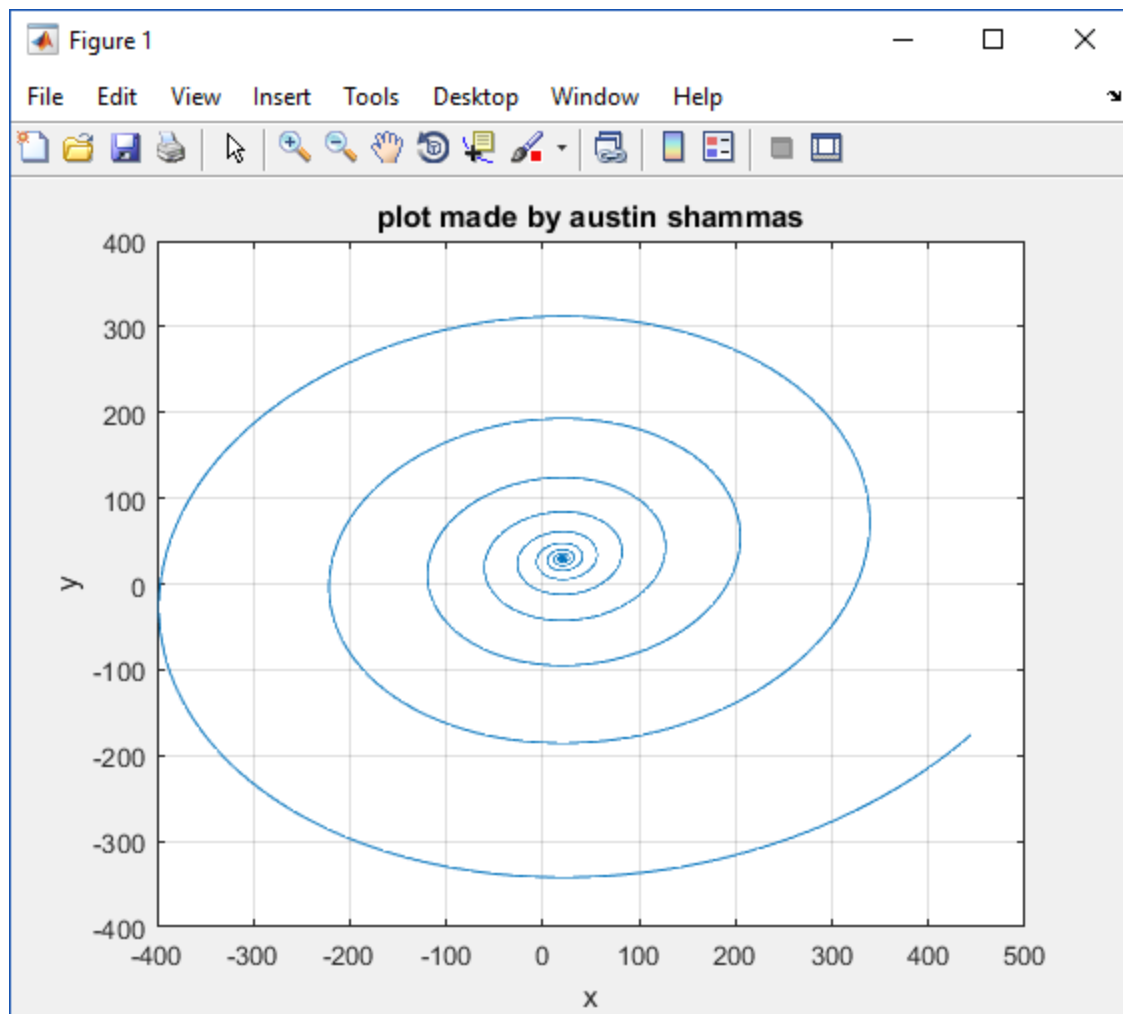 Figure 1
File Edit View Insert Tools Desktop Window Help
plot made by austin shammas
400
300
200
100
0
-100
-200
-300
-400
y
-400 -300 -200 -100 0 100 200 300 400 500
x